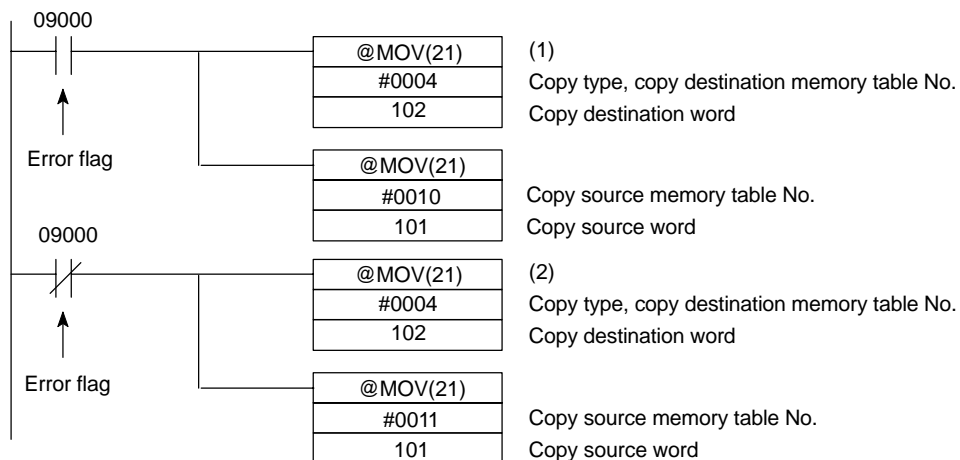 09000
@MOV(21) (1)
#0004 Copy type, copy destination memory table No.
102 Copy destination word
Error flag
@MOV(21)
#0010 Copy source memory table No.
101 Copy source word
09000
@MOV(21) (2)
#0004 Copy type, copy destination memory table No.
102 Copy destination word
Error flag
@MOV(21)
#0011 Copy source memory table No.
101 Copy source word